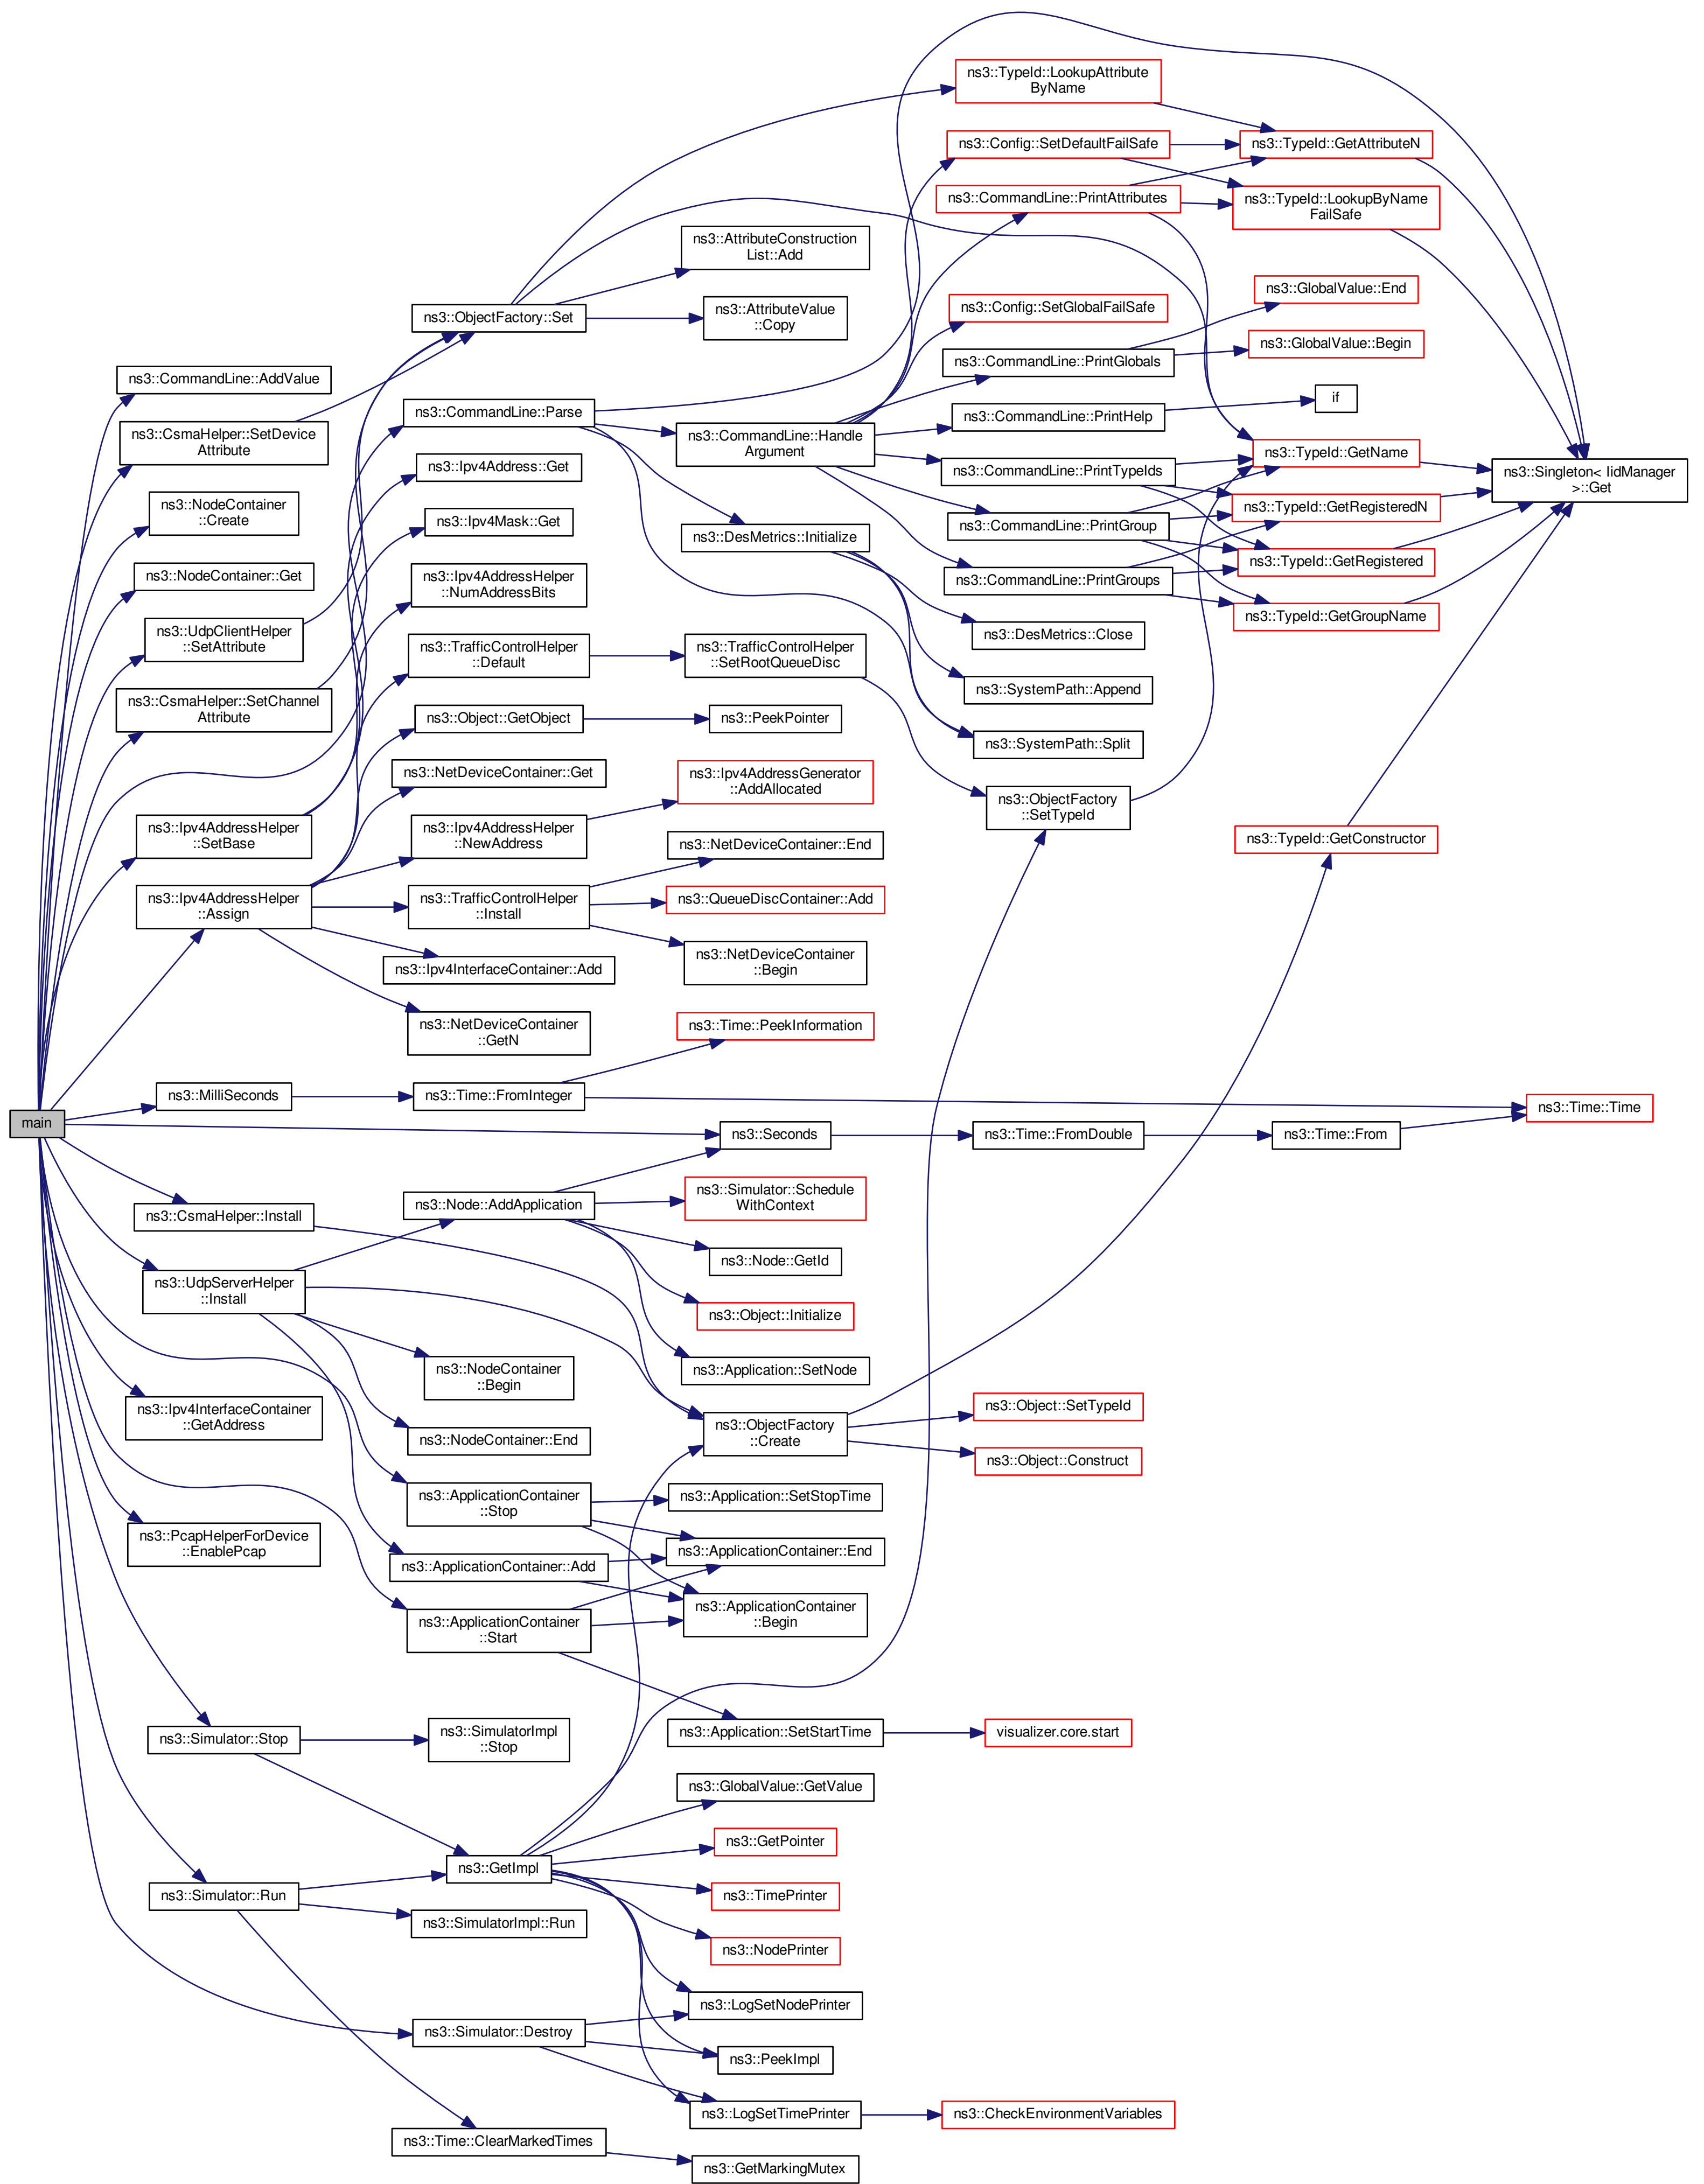 main
ns3::CommandLine::AddValue
ns3::CsmaHelper::SetDevice
Attribute
ns3::NodeContainer
::Create
ns3::NodeContainer::Get
ns3::UdpClientHelper
::SetAttribute
ns3::CsmaHelper::SetChannel
Attribute
ns3::Ipv4AddressHelper
::SetBase
ns3::Ipv4AddressHelper
::Assign
ns3::MilliSeconds
ns3::CsmaHelper::Install
ns3::UdpServerHelper
::Install
ns3::Ipv4InterfaceContainer
::GetAddress
ns3::PcapHelperForDevice
::EnablePcap
ns3::Simulator::Stop
ns3::Simulator::Run
ns3::ObjectFactory::Set
ns3::CommandLine::Parse
ns3::Ipv4Address::Get
ns3::Ipv4Mask::Get
ns3::Ipv4AddressHelper
::NumAddressBits
ns3::TrafficControlHelper
::Default
ns3::Object::GetObject
ns3::NetDeviceContainer::Get
ns3::Ipv4AddressHelper
::NewAddress
ns3::TrafficControlHelper
::Install
ns3::Ipv4InterfaceContainer::Add
ns3::NetDeviceContainer
::GetN
ns3::Time::FromInteger
ns3::Node::AddApplication
ns3::NodeContainer
::Begin
ns3::NodeContainer::End
ns3::ApplicationContainer
::Stop
ns3::ApplicationContainer::Add
ns3::ApplicationContainer
::Start
ns3::SimulatorImpl
::Stop
ns3::GetImpl
ns3::SimulatorImpl::Run
ns3::Simulator::Destroy
ns3::Time::ClearMarkedTimes
ns3::AttributeConstruction
List::Add
ns3::AttributeValue
::Copy
ns3::CommandLine::Handle
Argument
ns3::DesMetrics::Initialize
ns3::TrafficControlHelper
::SetRootQueueDisc
ns3::PeekPointer
ns3::Ipv4AddressGenerator
::AddAllocated
ns3::NetDeviceContainer::End
ns3::QueueDiscContainer::Add
ns3::NetDeviceContainer
::Begin
ns3::Time::PeekInformation
ns3::Seconds
ns3::Simulator::Schedule
WithContext
ns3::Node::GetId
ns3::Object::Initialize
ns3::Application::SetNode
ns3::ObjectFactory
::Create
ns3::Application::SetStopTime
ns3::ApplicationContainer::End
ns3::ApplicationContainer
::Begin
ns3::Application::SetStartTime
ns3::GlobalValue::GetValue
ns3::GetPointer
ns3::TimePrinter
ns3::NodePrinter
ns3::LogSetNodePrinter
ns3::PeekImpl
ns3::LogSetTimePrinter
ns3::GetMarkingMutex
ns3::TypeId::LookupAttribute
ByName
ns3::Config::SetDefaultFailSafe
ns3::CommandLine::PrintAttributes
ns3::Config::SetGlobalFailSafe
ns3::CommandLine::PrintGlobals
ns3::CommandLine::PrintHelp
ns3::CommandLine::PrintTypeIds
ns3::CommandLine::PrintGroup
ns3::CommandLine::PrintGroups
ns3::DesMetrics::Close
ns3::SystemPath::Append
ns3::SystemPath::Split
ns3::ObjectFactory
::SetTypeId
ns3::Time::FromDouble
ns3::Object::SetTypeId
ns3::Object::Construct
visualizer.core.start
ns3::CheckEnvironmentVariables
ns3::TypeId::GetAttributeN
ns3::TypeId::LookupByName
FailSafe
ns3::GlobalValue::End
ns3::GlobalValue::Begin
if
ns3::TypeId::GetName
ns3::TypeId::GetRegisteredN
ns3::TypeId::GetRegistered
ns3::TypeId::GetGroupName
ns3::TypeId::GetConstructor
ns3::Time::From
ns3::Singleton< IidManager
>::Get
ns3::Time::Time